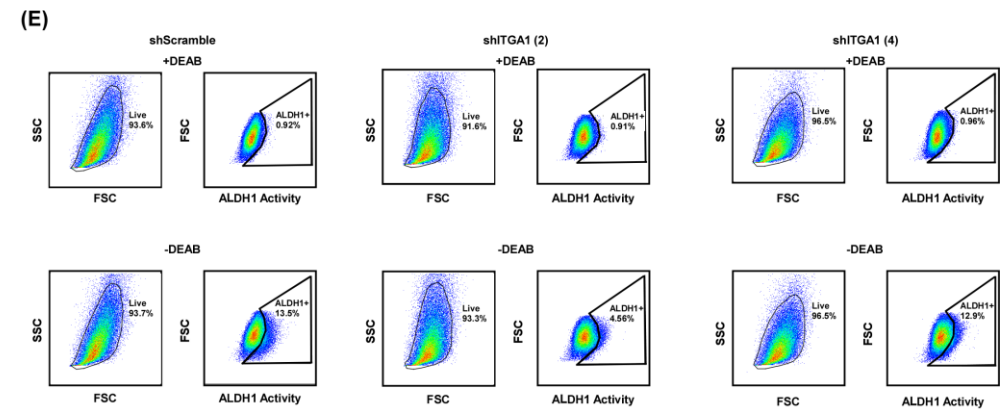 (E)
shScramble
+DEAB
SSC
Live
93.6%
FSC
FSC
ALDH1+
0.92%
ALDH1 Activity
shITGA1 (2)
+DEAB
SSC
Live
91.6%
FSC
FSC
ALDH1+
0.91%
ALDH1 Activity
shITGA1 (4)
+DEAB
SSC
Live
96.5%
FSC
FSC
ALDH1+
0.96%
ALDH1 Activity
-DEAB
SSC
Live
93.7%
FSC
FSC
ALDH1+
13.5%
ALDH1 Activity
-DEAB
SSC
Live
93.3%
FSC
FSC
ALDH1+
4.56%
ALDH1 Activity
-DEAB
SSC
Live
96.5%
FSC
FSC
ALDH1+
12.9%
ALDH1 Activity